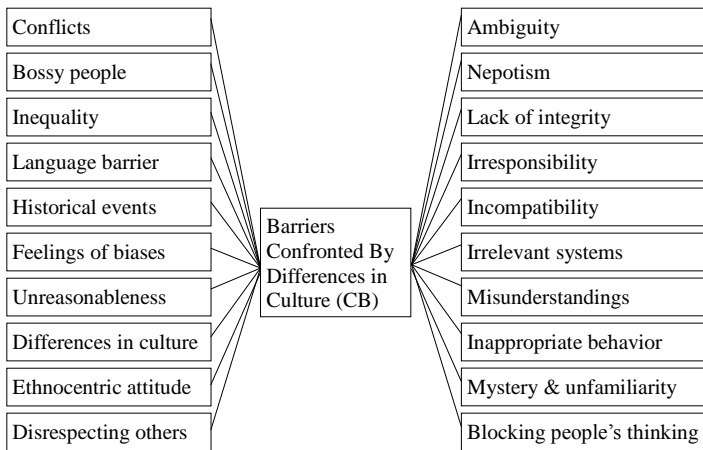 Conflicts
Bossy people
Inequality
Language barrier
Historical events
Feelings of biases
Unreasonableness
Differences in culture
Ethnocentric attitude
Disrespecting others
Barriers
Confronted By
Differences in
Culture (CB)
Ambiguity
Nepotism
Lack of integrity
Irresponsibility
Incompatibility
Irrelevant systems
Misunderstandings
Inappropriate behavior
Mystery & unfamiliarity
Blocking people’s thinking